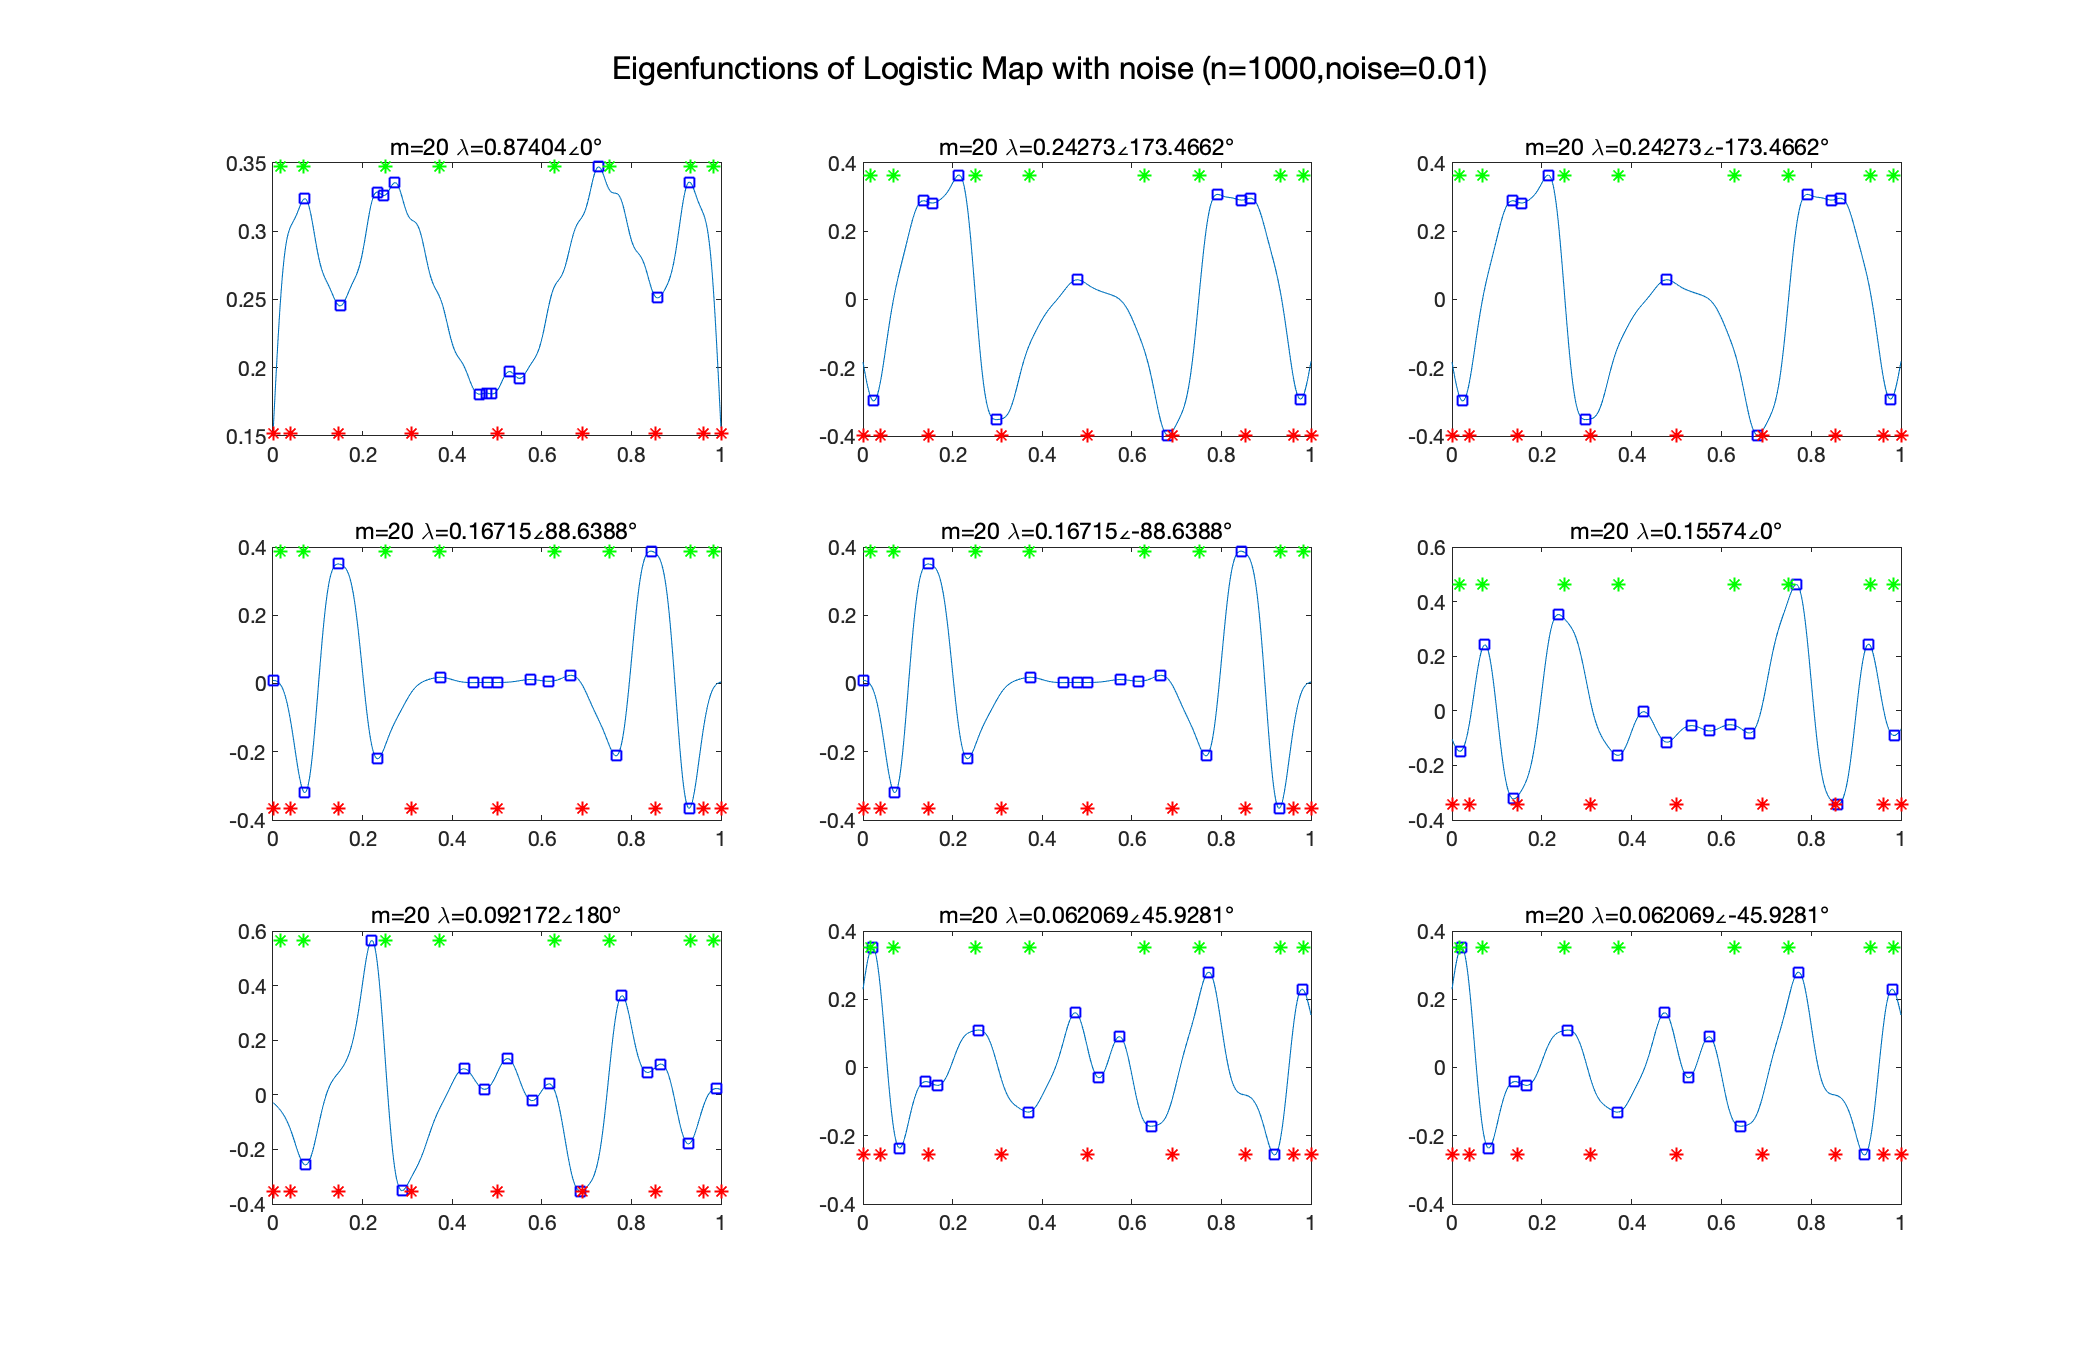 Eigenfunctions of Logistic Map with noise (n=1000,noise=0.01)
m=20 λ=0.87404∠0°
0.35
0.3
0.25
0.2
0.15
0 0.2 0.4 0.6 0.8 1
m=20 λ=0.24273∠173.4662°
0.4
0.2
0
-0.2
-0.4
0 0.2 0.4 0.6 0.8 1
m=20 λ=0.24273∠-173.4662°
0.4
0.2
0
-0.2
-0.4
0 0.2 0.4 0.6 0.8 1
m=20 λ=0.16715∠88.6388°
0.4
0.2
0
-0.2
-0.4
0 0.2 0.4 0.6 0.8 1
m=20 λ=0.16715∠-88.6388°
0.4
0.2
0
-0.2
-0.4
0 0.2 0.4 0.6 0.8 1
m=20 λ=0.15574∠0°
0.6
0.4
0.2
0
-0.2
-0.4
0 0.2 0.4 0.6 0.8 1
m=20 λ=0.092172∠180°
0.6
0.4
0.2
0
-0.2
-0.4
0 0.2 0.4 0.6 0.8 1
m=20 λ=0.062069∠45.9281°
0.4
0.2
0
-0.2
-0.4
0 0.2 0.4 0.6 0.8 1
m=20 λ=0.062069∠-45.9281°
0.4
0.2
0
-0.2
-0.4
0 0.2 0.4 0.6 0.8 1